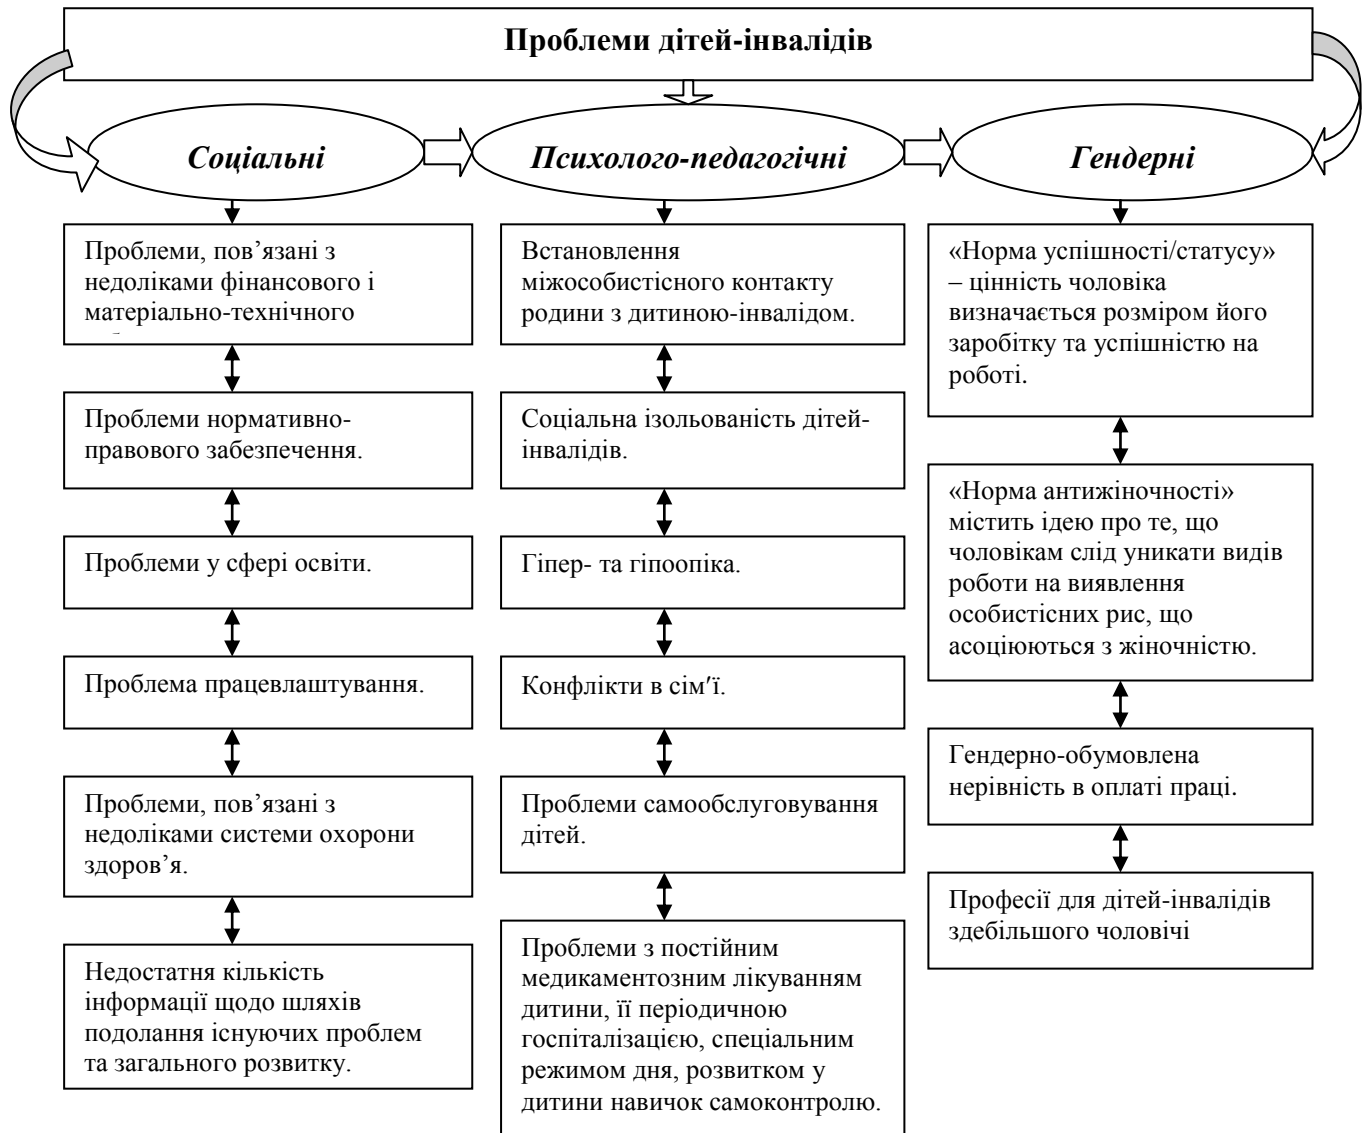 Проблеми дітей-інвалідів
Соціальні
Психолого-педагогічні
Гендерні
Проблеми, пов’язані з
недоліками фінансового і
матеріально-технічного
Проблеми нормативно-
правового забезпечення.
Проблеми у сфері освіти.
Проблема працевлаштування.
Проблеми, пов’язані з
недоліками системи охорони
здоров’я.
Недостатня кількість
інформації щодо шляхів
подолання існуючих проблем
та загального розвитку.
Встановлення
міжособистісного контакту
родини з дитиною-інвалідом.
Соціальна ізольованість дітей-
інвалідів.
Гіпер- та гіпоопіка.
Конфлікти в сім′ї.
Проблеми самообслуговування
дітей.
Проблеми з постійним
медикаментозним лікуванням
дитини, її періодичною
госпіталізацією, спеціальним
режимом дня, розвитком у
дитини навичок самоконтролю.
«Норма успішності/статусу»
– цінність чоловіка
визначається розміром його
заробітку та успішністю на
роботі.
«Норма антижіночності»
містить ідею про те, що
чоловікам слід уникати видів
роботи на виявлення
особистісних рис, що
асоціюються з жіночністю.
Гендерно-обумовлена
нерівність в оплаті праці.
Професії для дітей-інвалідів
здебільшого чоловічі